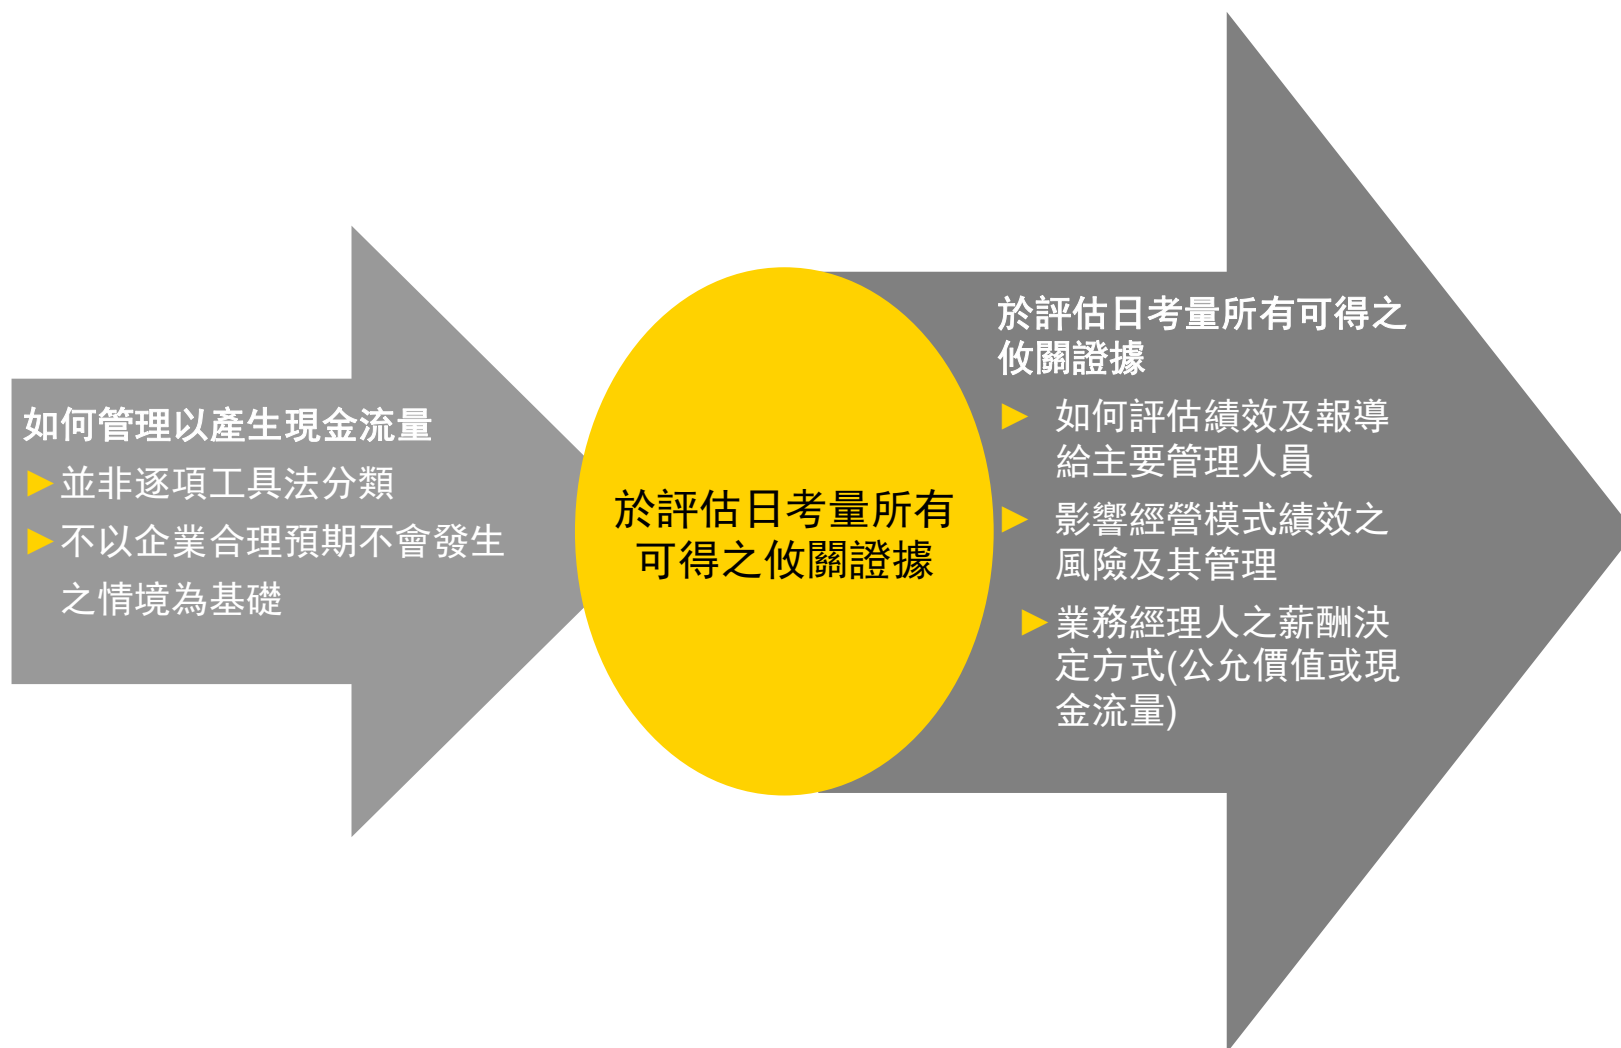 如何管理以產生現金流量
►並非逐項工具法分類
►不以企業合理預期不會發生
之情境為基礎
於評估日考量所有
可得之攸關證據
於評估日考量所有可得之
攸關證據
► 如何評估績效及報導
給主要管理人員
► 影響經營模式績效之
風險及其管理
►業務經理人之薪酬決
定方式(公允價值或現
金流量)